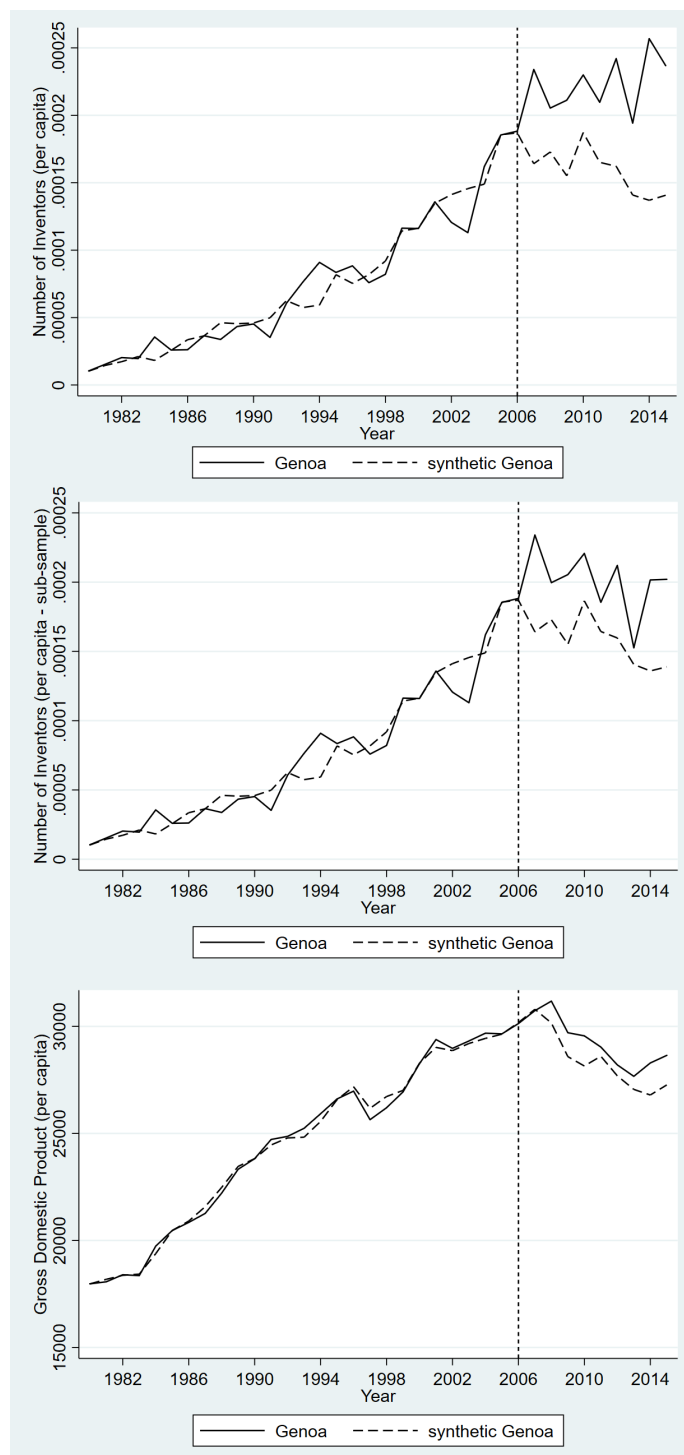 Number of Inventors (per capita)
.00025
.0002
.00015
.0001
.00005
0
1982 1986 1990 1994 1998 2002 2006 2010 2014
Year
Genoa synthetic Genoa
Number of Inventors (per capita - sub-sample)
.00025
.0002
.00015
.0001
.00005
0
1982 1986 1990 1994 1998 2002 2006 2010 2014
Year
Genoa synthetic Genoa
Gross Domestic Product (per capita)
30000
25000
20000
15000
1982 1986 1990 1994 1998 2002 2006 2010 2014
Year
Genoa synthetic Genoa